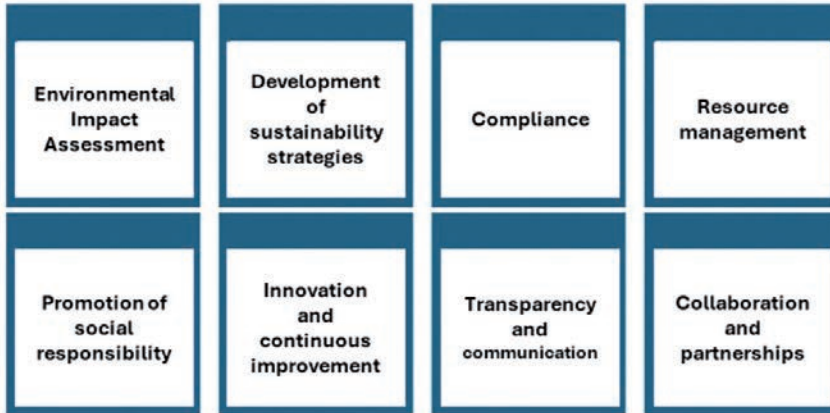 Environmental
Impact
Assessment
Development
of
sustainability
strategies
Compliance
Resource
management
Promotion of
social
responsibility
Innovation
and
continuous
improvement
Transparency
and
communication
Collaboration
and
partnerships